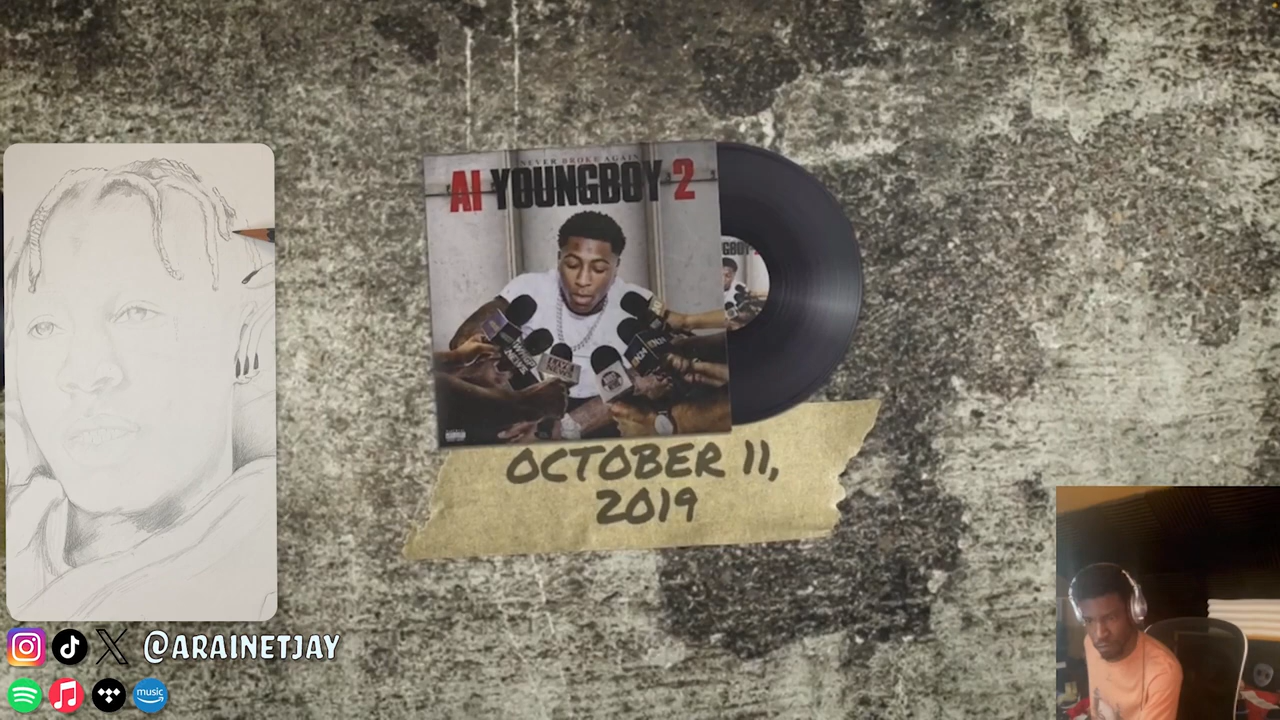 NEVER BROKE AGAIN
AI YOUNGBOY 2
OCTOBER 11,
2019
@ARAINETJAY
music